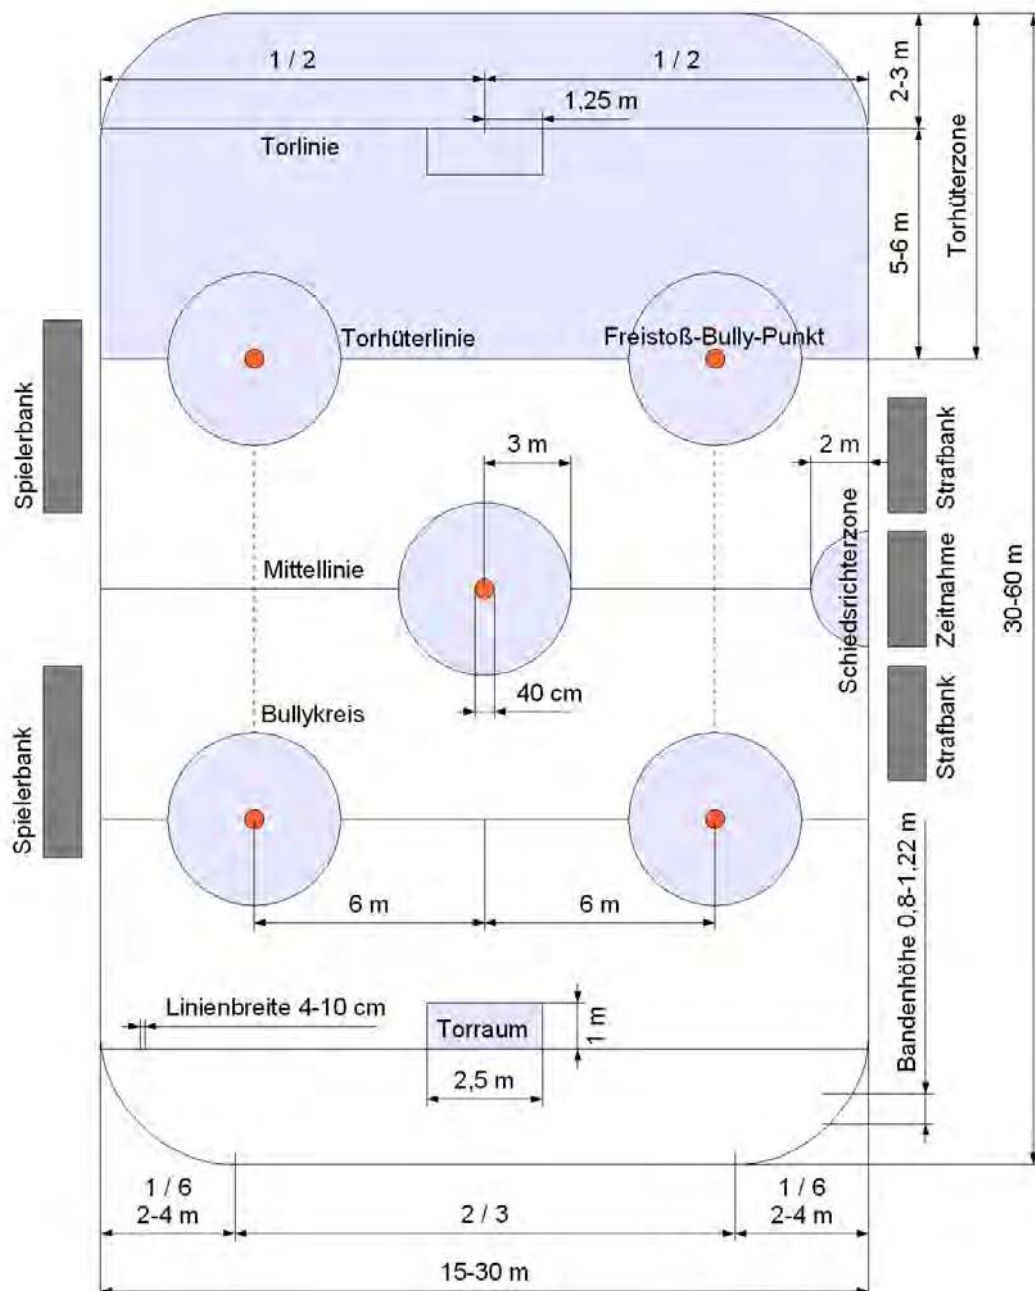 1 / 2
1 / 2
2-3 m
1,25 m
Torlinie
Torhüterzone
5-6 m
Torhüterlinie
Freistoß-Bully-Punkt
Spielerbank
3 m
2 m
Strafbank
Schiedsrichterzone
Mittellinie
Zeitnahme
30-60 m
40 cm
Bullykreis
Strafbank
Spielerbank
6 m
6 m
Bandenhöhe 0,8-1,22 m
Linienbreite 4-10 cm
Torraum
1 m
2,5 m
1 / 6
2-4 m
2 / 3
1 / 6
2-4 m
15-30 m